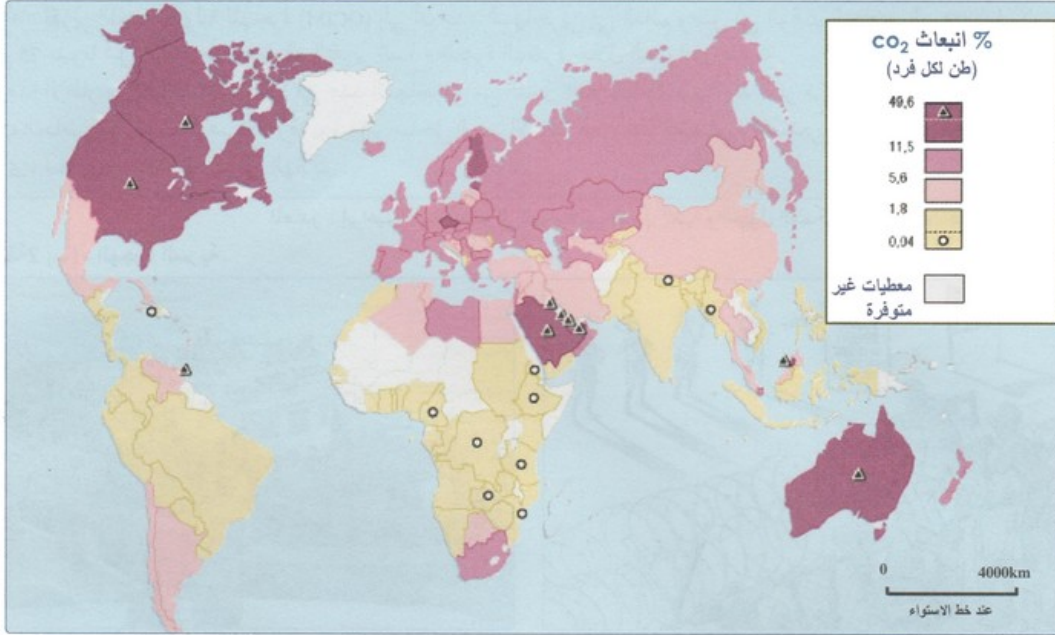 % انبعاث CO₂
(طن لكل فرد)
49,6
11,5
5,6
1,8
0,04
معطيات غير
متوفرة
0 4000km
عند خط الاستواء